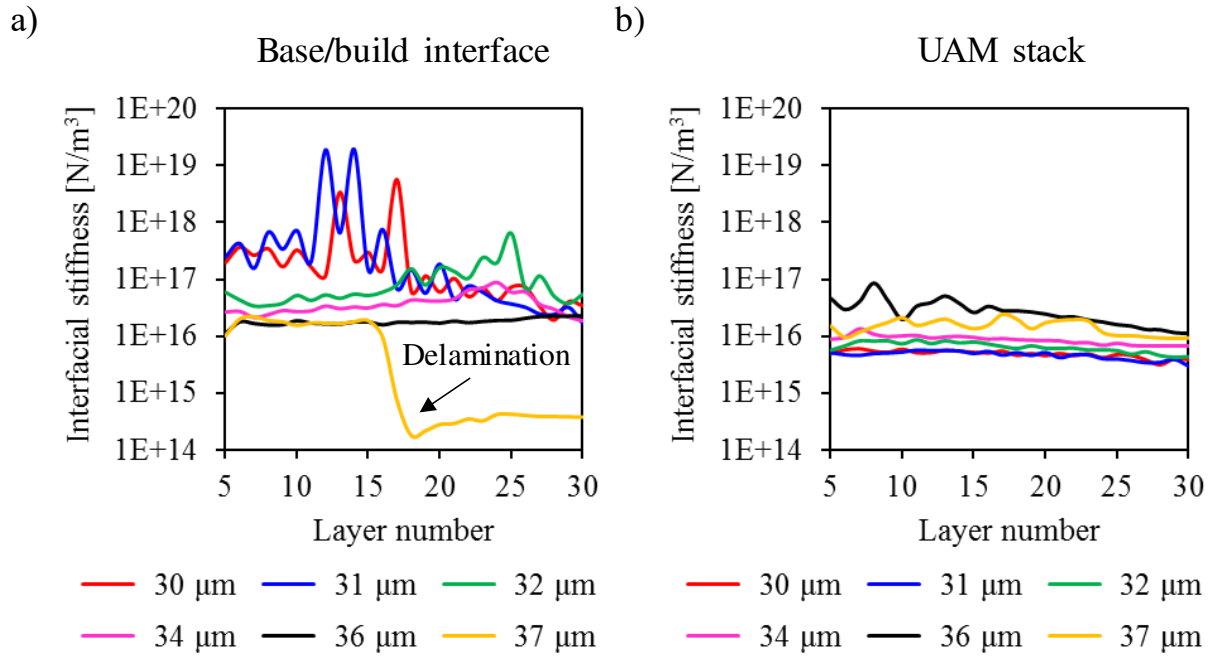 a)
Base/build interface
Interfacial stiffness [N/m³]
1E+20
1E+19
1E+18
1E+17
1E+16
1E+15
1E+14
Delamination
5 10 15 20 25 30
Layer number
30 µm 31 µm 32 µm
34 µm 36 µm 37 µm
b)
UAM stack
Interfacial stiffness [N/m³]
1E+20
1E+19
1E+18
1E+17
1E+16
1E+15
1E+14
5 10 15 20 25 30
Layer number
30 µm 31 µm 32 µm
34 µm 36 µm 37 µm